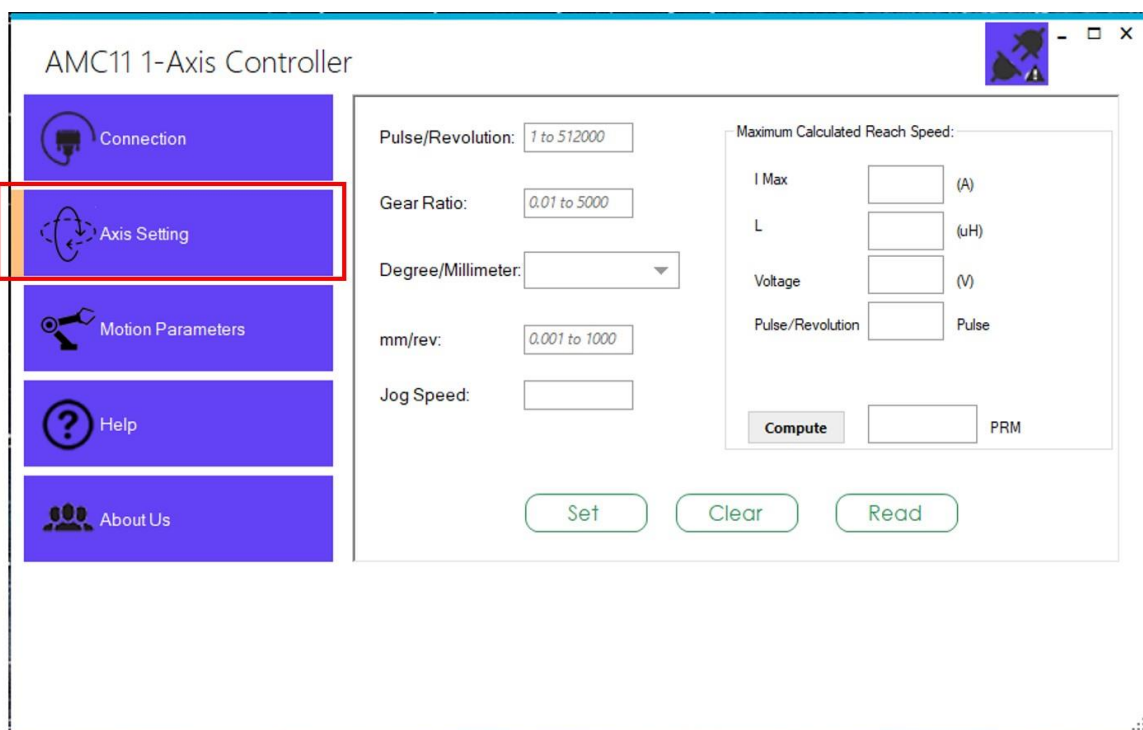 AMC11 1-Axis Controller
Connection
Axis Setting
Motion Parameters
Help
About Us
Pulse/Revolution: 1 to 512000
Gear Ratio: 0.01 to 5000
Degree/Millimeter:
mm/rev: 0.001 to 1000
Jog Speed:
Maximum Calculated Reach Speed:
I Max (A)
L (uH)
Voltage (V)
Pulse/Revolution Pulse
Compute PRM
Set Clear Read